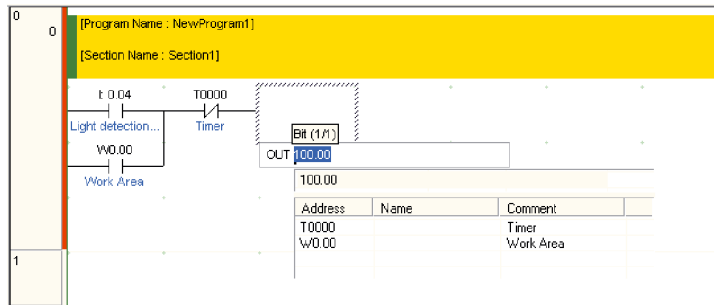 0
0
[Program Name : NewProgram1]
[Section Name : Section1]
I: 0.04 T0000
Light detection... Timer
W0.00
Work Area
Bit (1/1)
OUT 100.00
100.00
Address Name Comment
T0000 Timer
W0.00 Work Area
1